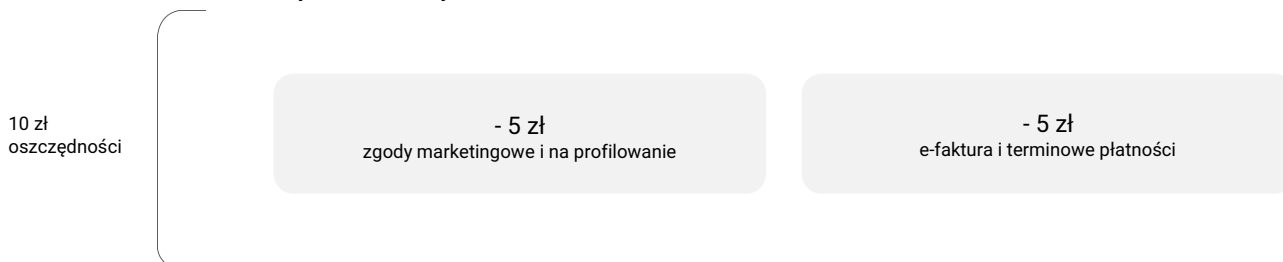 10 zł
oszczędności
- 5 zł
zgody marketingowe i na profilowanie
- 5 zł
e-faktura i terminowe płatności